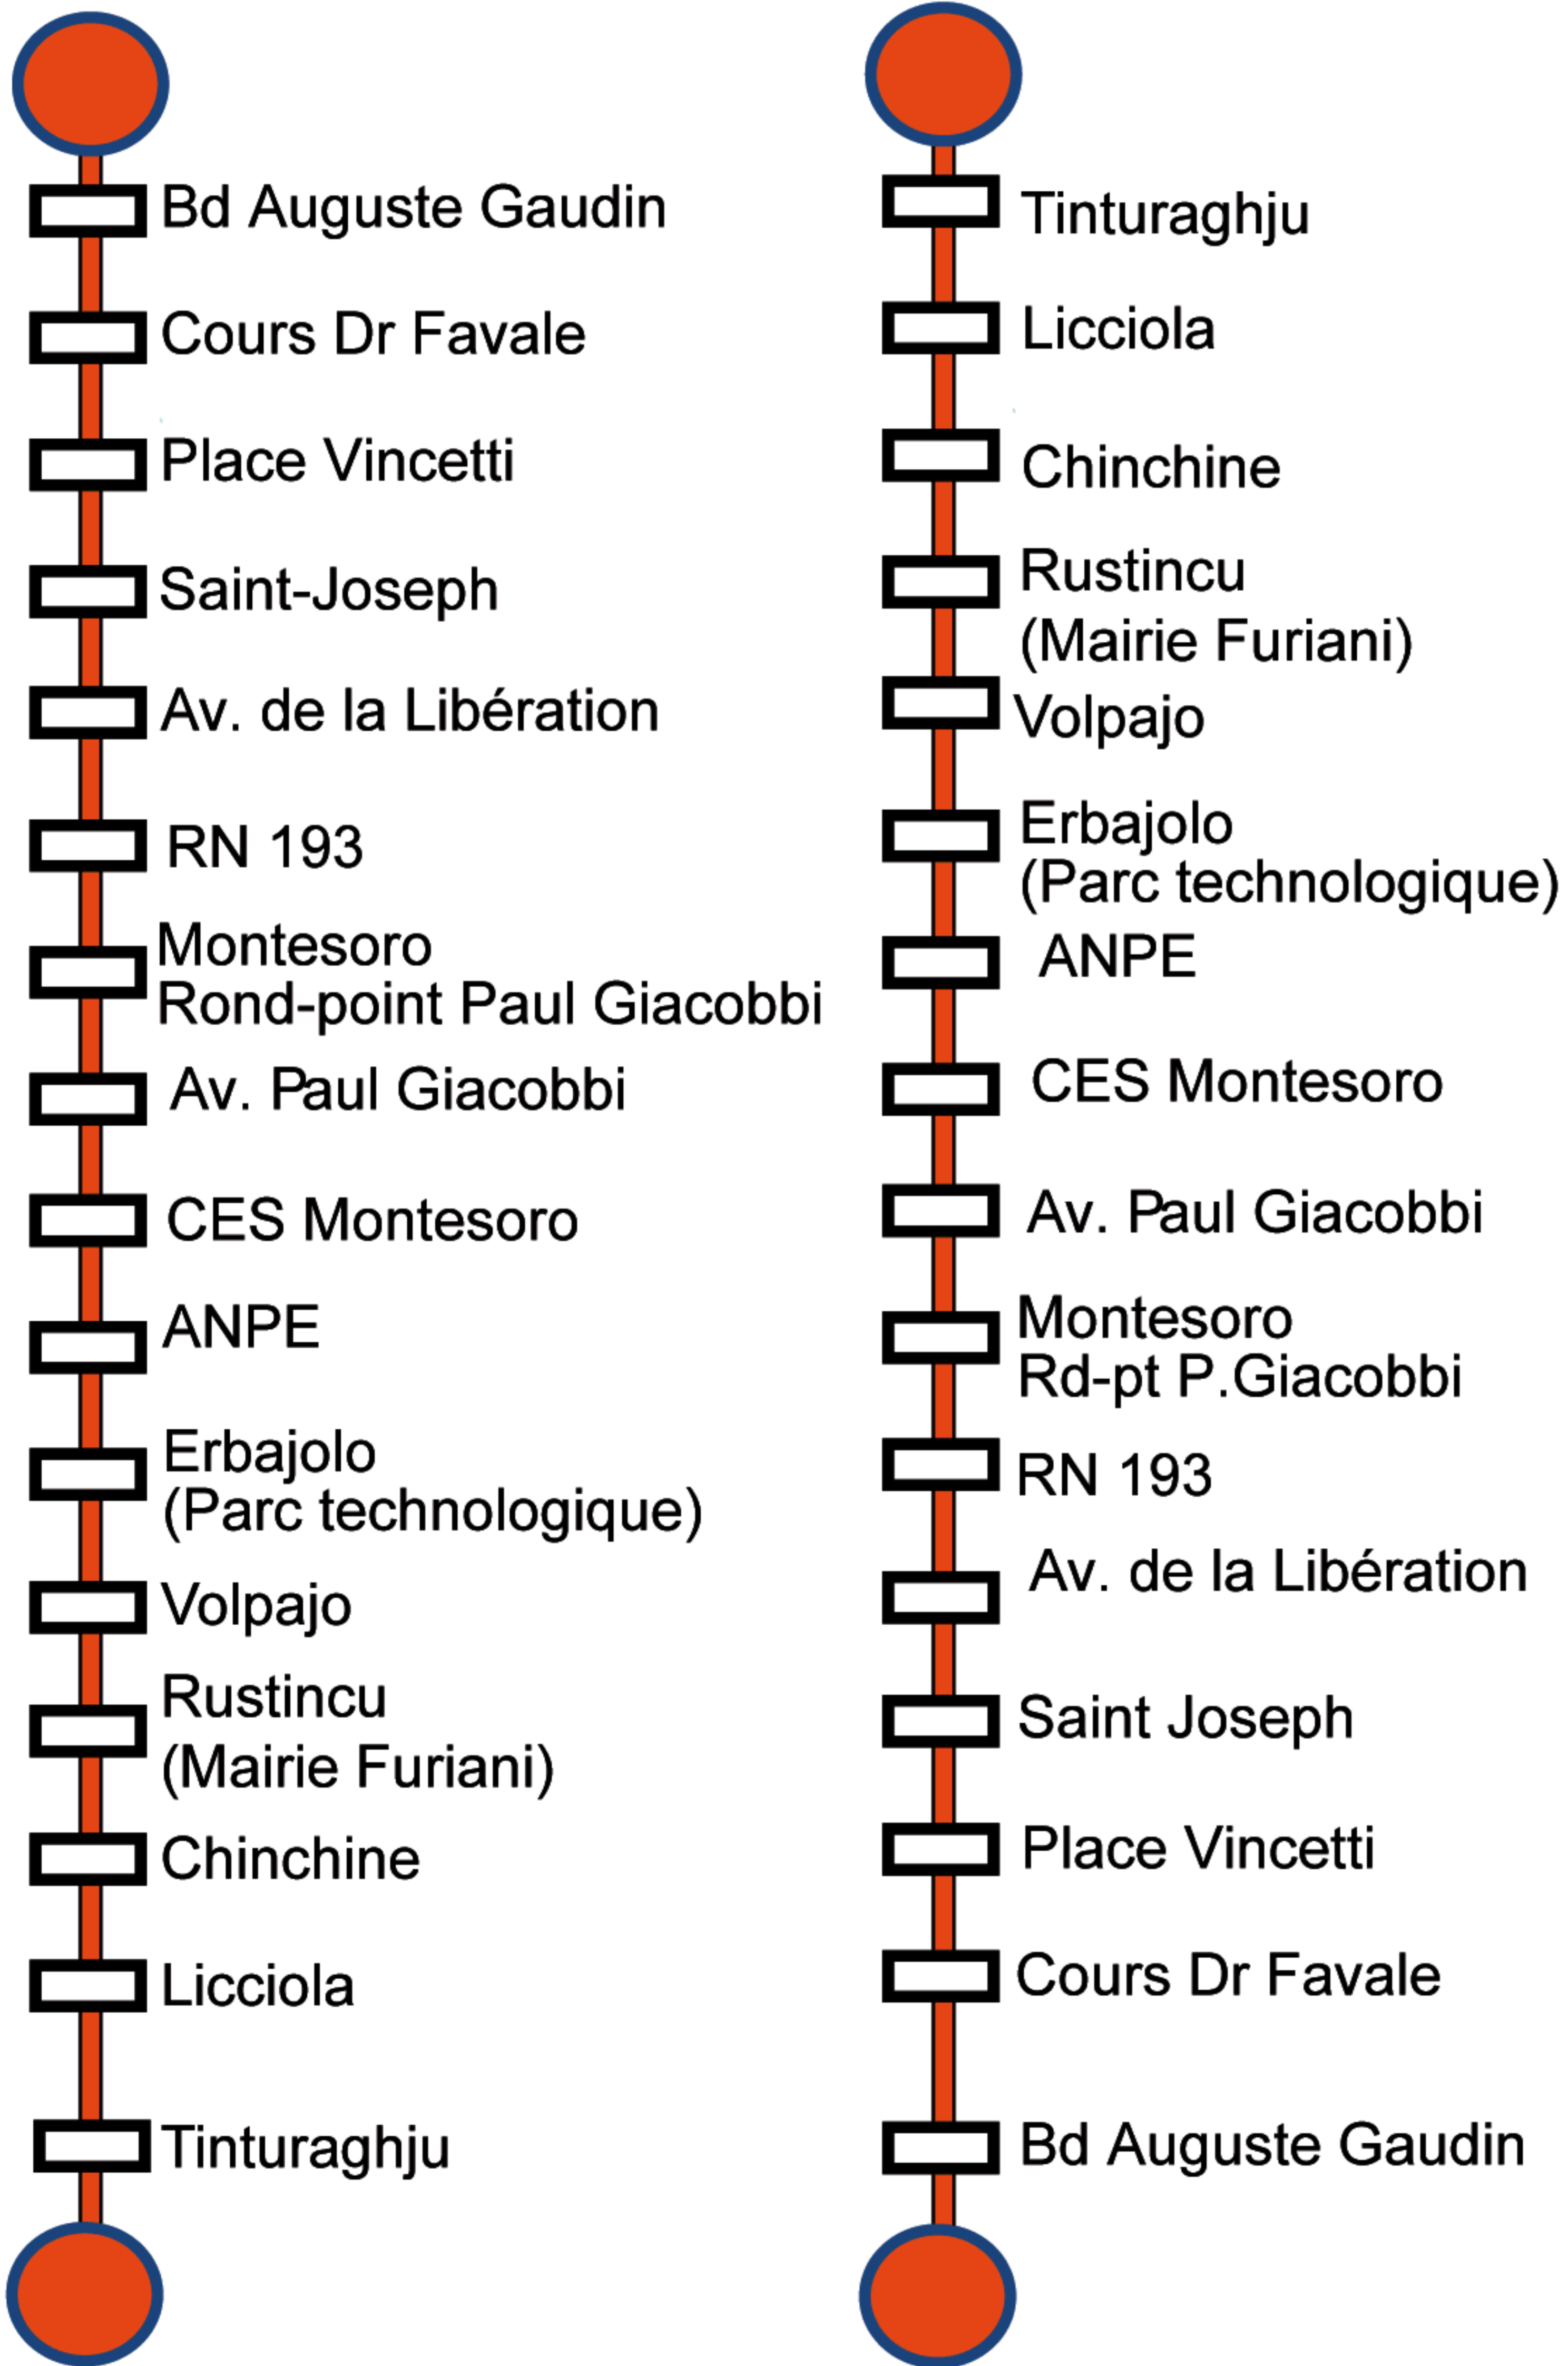 Bd Auguste Gaudin
Cours Dr Favale
Place Vincetti
Saint-Joseph
Av. de la Libération
RN 193
Montesoro
Rond-point Paul Giacobbi
Av. Paul Giacobbi
CES Montesoro
ANPE
Erbajolo
(Parc technologique)
Volpajo
Rustincu
(Mairie Furiani)
Chinchine
Licciola
Tinturaghju
Tinturaghju
Licciola
Chinchine
Rustincu
(Mairie Furiani)
Volpajo
Erbajolo
(Parc technologique)
ANPE
CES Montesoro
Av. Paul Giacobbi
Montesoro
Rd-pt P.Giacobbi
RN 193
Av. de la Libération
Saint Joseph
Place Vincetti
Cours Dr Favale
Bd Auguste Gaudin